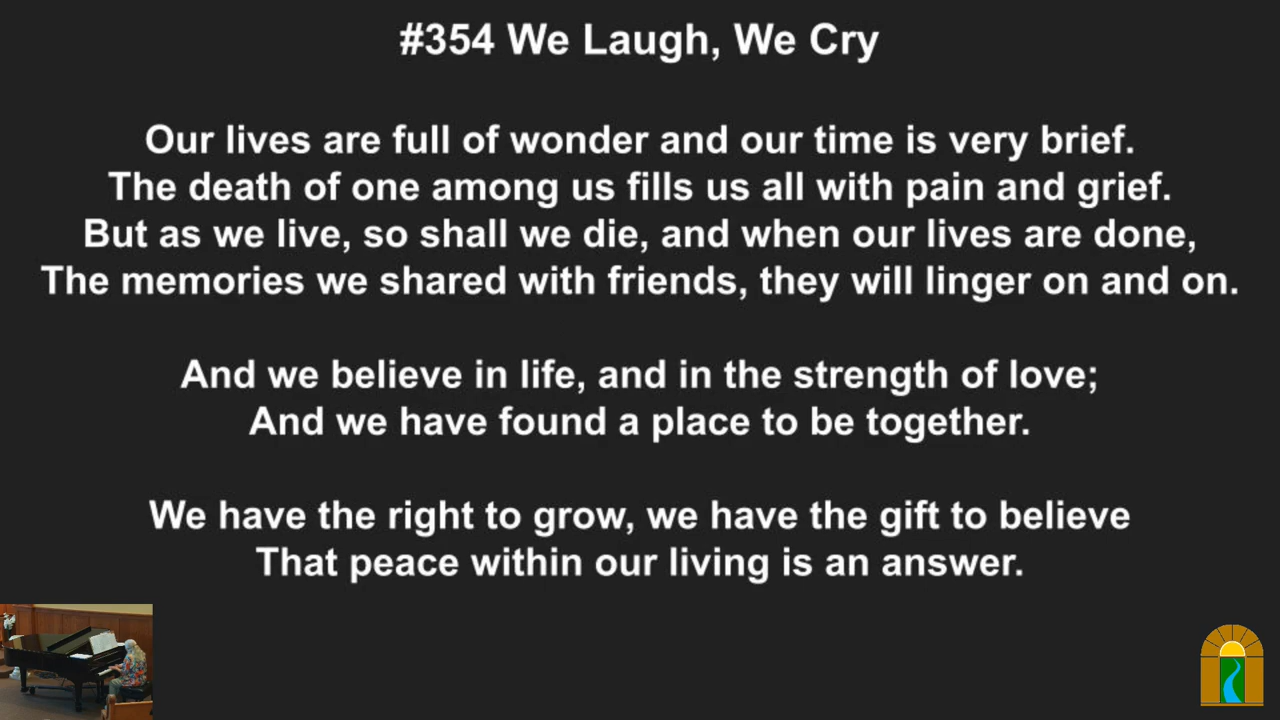 #354 We Laugh, We Cry
Our lives are full of wonder and our time is very brief.
The death of one among us fills us all with pain and grief.
But as we live, so shall we die, and when our lives are done,
The memories we shared with friends, they will linger on and on.
And we believe in life, and in the strength of love;
And we have found a place to be together.
We have the right to grow, we have the gift to believe
That peace within our living is an answer.